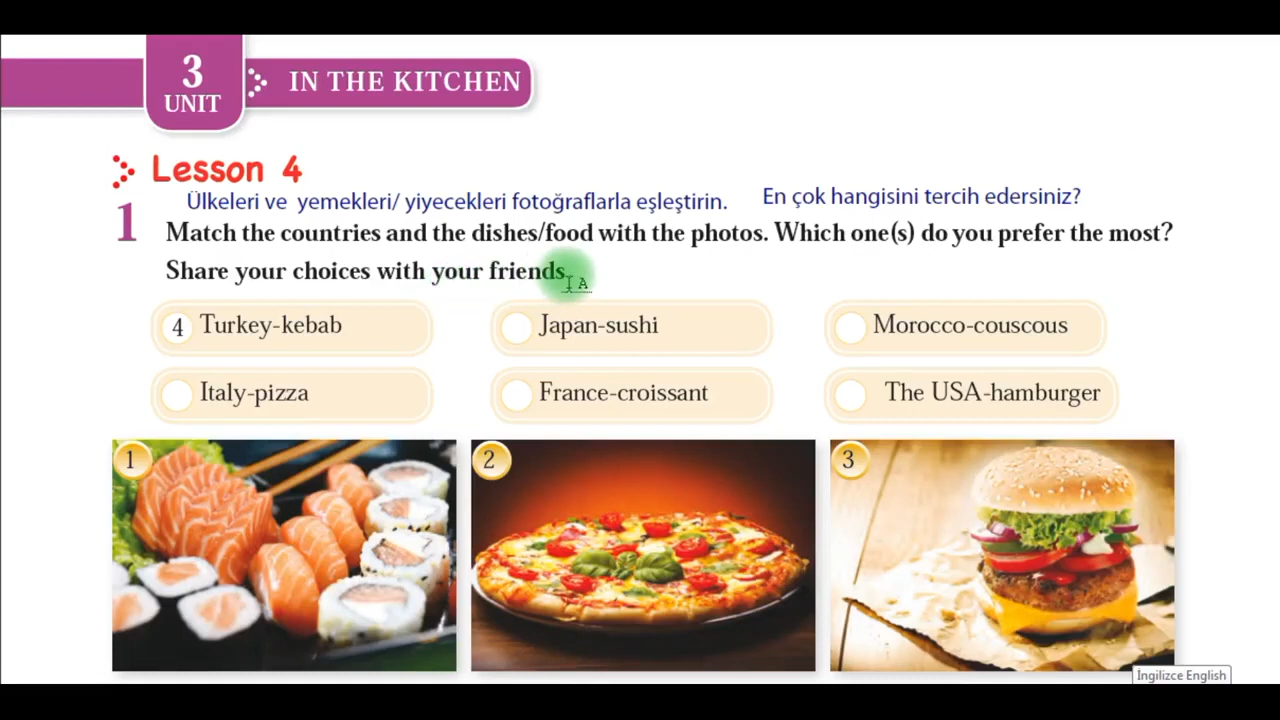 3
UNIT
IN THE KITCHEN
Lesson 4
Ülkeleri ve yemekleri/ yiyecekleri fotoğraflarla eşleştirin. En çok hangisini tercih edersiniz?
1 Match the countries and the dishes/food with the photos. Which one(s) do you prefer the most?
Share your choices with your friends.
A
4 Turkey-kebab
Japan-sushi
Morocco-couscous
Italy-pizza
France-croissant
The USA-hamburger
1
2
3
İngilizce English